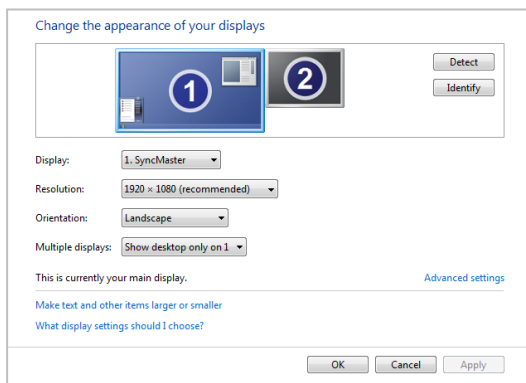 Change the appearance of your displays
1
2
Detect
Identify
Display: 1. SyncMaster
Resolution: 1920 × 1080 (recommended)
Orientation: Landscape
Multiple displays: Show desktop only on 1
This is currently your main display. Advanced settings
Make text and other items larger or smaller
What display settings should I choose?
OK Cancel Apply